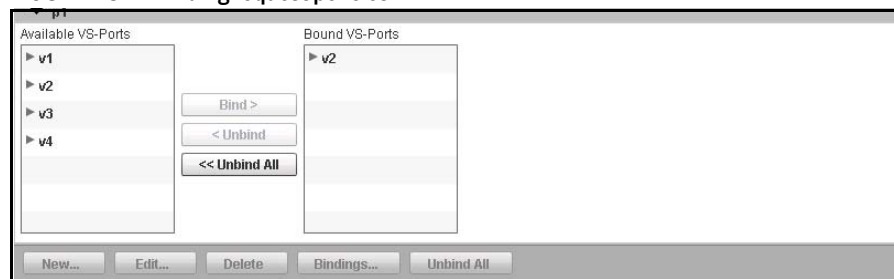 p1
Available VS-Ports Bound VS-Ports
v1 v2
v2
v3
v4
Bind >
< Unbind
<< Unbind All
New... Edit... Delete Bindings... Unbind All